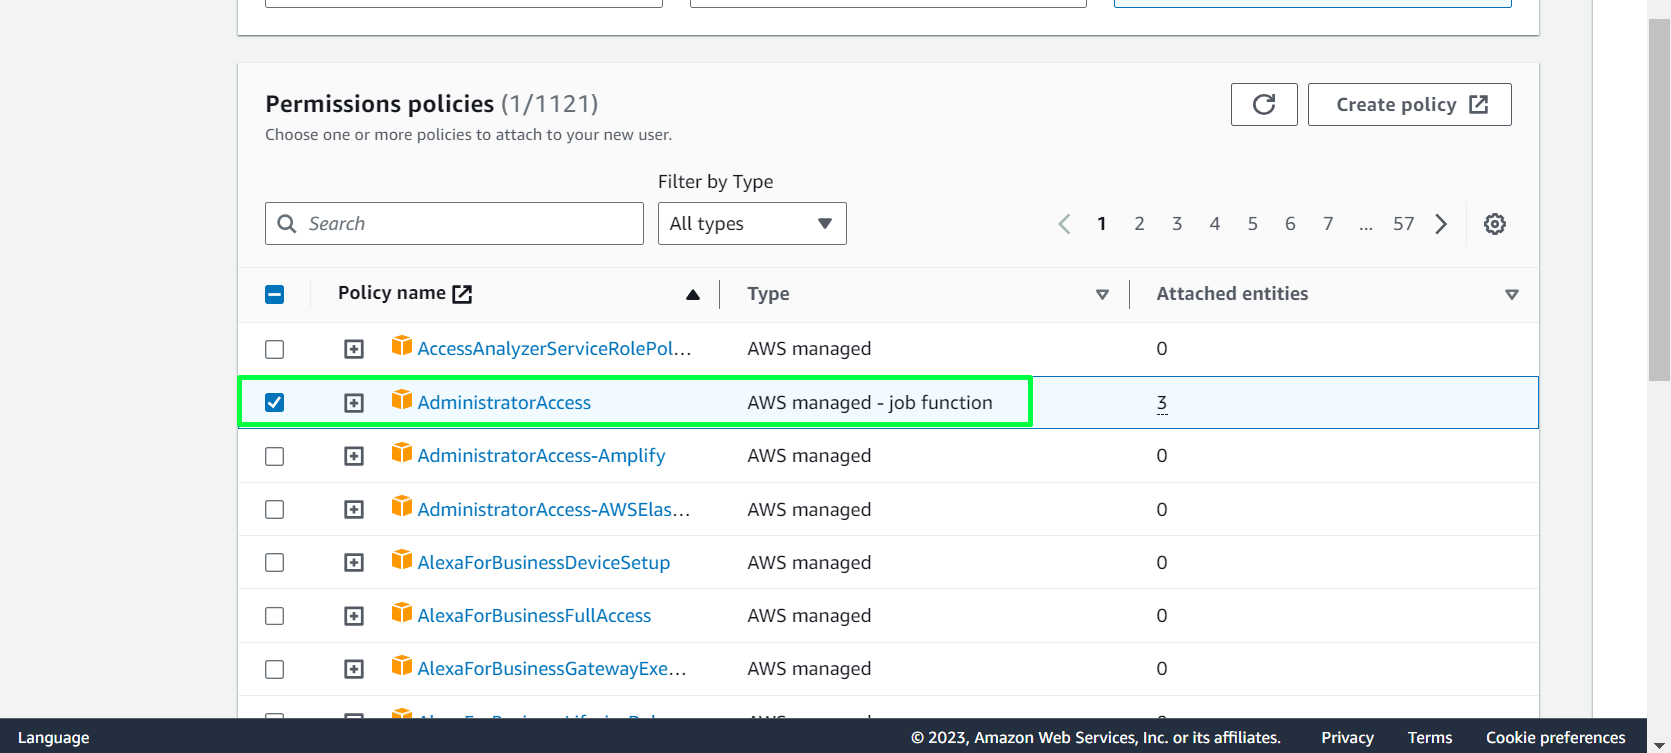 Permissions policies (1/1121)
Choose one or more policies to attach to your new user.
Create policy
Filter by Type
Search
All types
1 2 3 4 5 6 7 ... 57
Policy name Type Attached entities
AccessAnalyzerServiceRolePol... AWS managed 0
AdministratorAccess AWS managed - job function 3
AdministratorAccess-Amplify AWS managed 0
AdministratorAccess-AWSElas... AWS managed 0
AlexaForBusinessDeviceSetup AWS managed 0
AlexaForBusinessFullAccess AWS managed 0
AlexaForBusinessGatewayExe... AWS managed 0
Language © 2023, Amazon Web Services, Inc. or its affiliates. Privacy Terms Cookie preferences